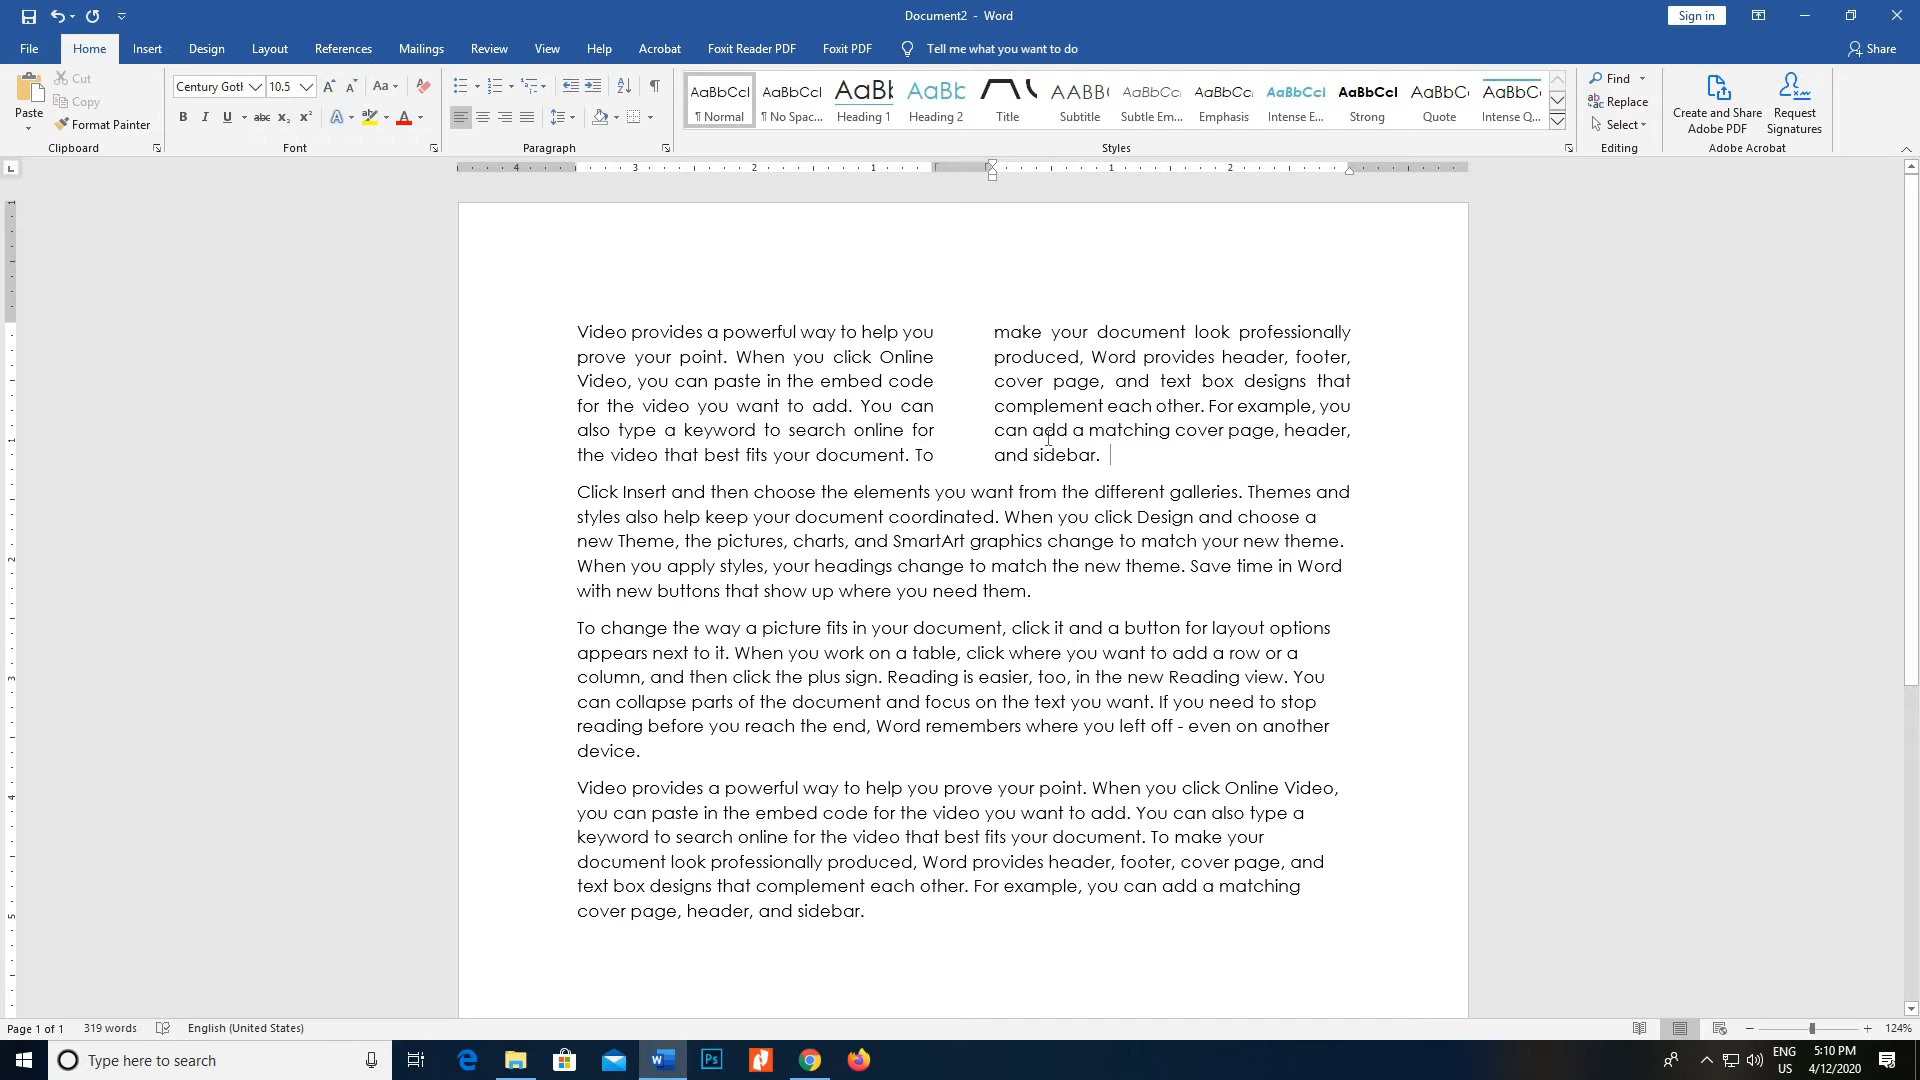 Document2 - Word
Sign in
File Home Insert Design Layout References Mailings Review View Help Acrobat Foxit Reader PDF Foxit PDF Tell me what you want to do Share
Paste
Cut
Copy
Format Painter
Clipboard
Century Gotl 10.5
Aa
B I U abc x₂ x²
Font
Paragraph
AaBbCcI AaBbCcI AaBb AaBb AABB AaBbCcI AaBbCcI AaBbCcI AaBbCcI AaBbC AaBbC
¶ Normal ¶ No Spac... Heading 1 Heading 2 Title Subtitle Subtle Em... Emphasis Intense E... Strong Quote Intense Q...
Styles
Find
Replace
Select
Editing
Create and Share
Adobe PDF
Request
Signatures
Adobe Acrobat
4 3 2 1 1 2
Video provides a powerful way to help you
prove your point. When you click Online
Video, you can paste in the embed code
for the video you want to add. You can
also type a keyword to search online for
the video that best fits your document. To
make your document look professionally
produced, Word provides header, footer,
cover page, and text box designs that
complement each other. For example, you
can add a matching cover page, header,
and sidebar.
Click Insert and then choose the elements you want from the different galleries. Themes and
styles also help keep your document coordinated. When you click Design and choose a
new Theme, the pictures, charts, and SmartArt graphics change to match your new theme.
When you apply styles, your headings change to match the new theme. Save time in Word
with new buttons that show up where you need them.
To change the way a picture fits in your document, click it and a button for layout options
appears next to it. When you work on a table, click where you want to add a row or a
column, and then click the plus sign. Reading is easier, too, in the new Reading view. You
can collapse parts of the document and focus on the text you want. If you need to stop
reading before you reach the end, Word remembers where you left off - even on another
device.
Video provides a powerful way to help you prove your point. When you click Online Video,
you can paste in the embed code for the video you want to add. You can also type a
keyword to search online for the video that best fits your document. To make your
document look professionally produced, Word provides header, footer, cover page, and
text box designs that complement each other. For example, you can add a matching
cover page, header, and sidebar.
Page 1 of 1 319 words English (United States) 124%
Type here to search
ENG
US
5:10 PM
4/12/2020